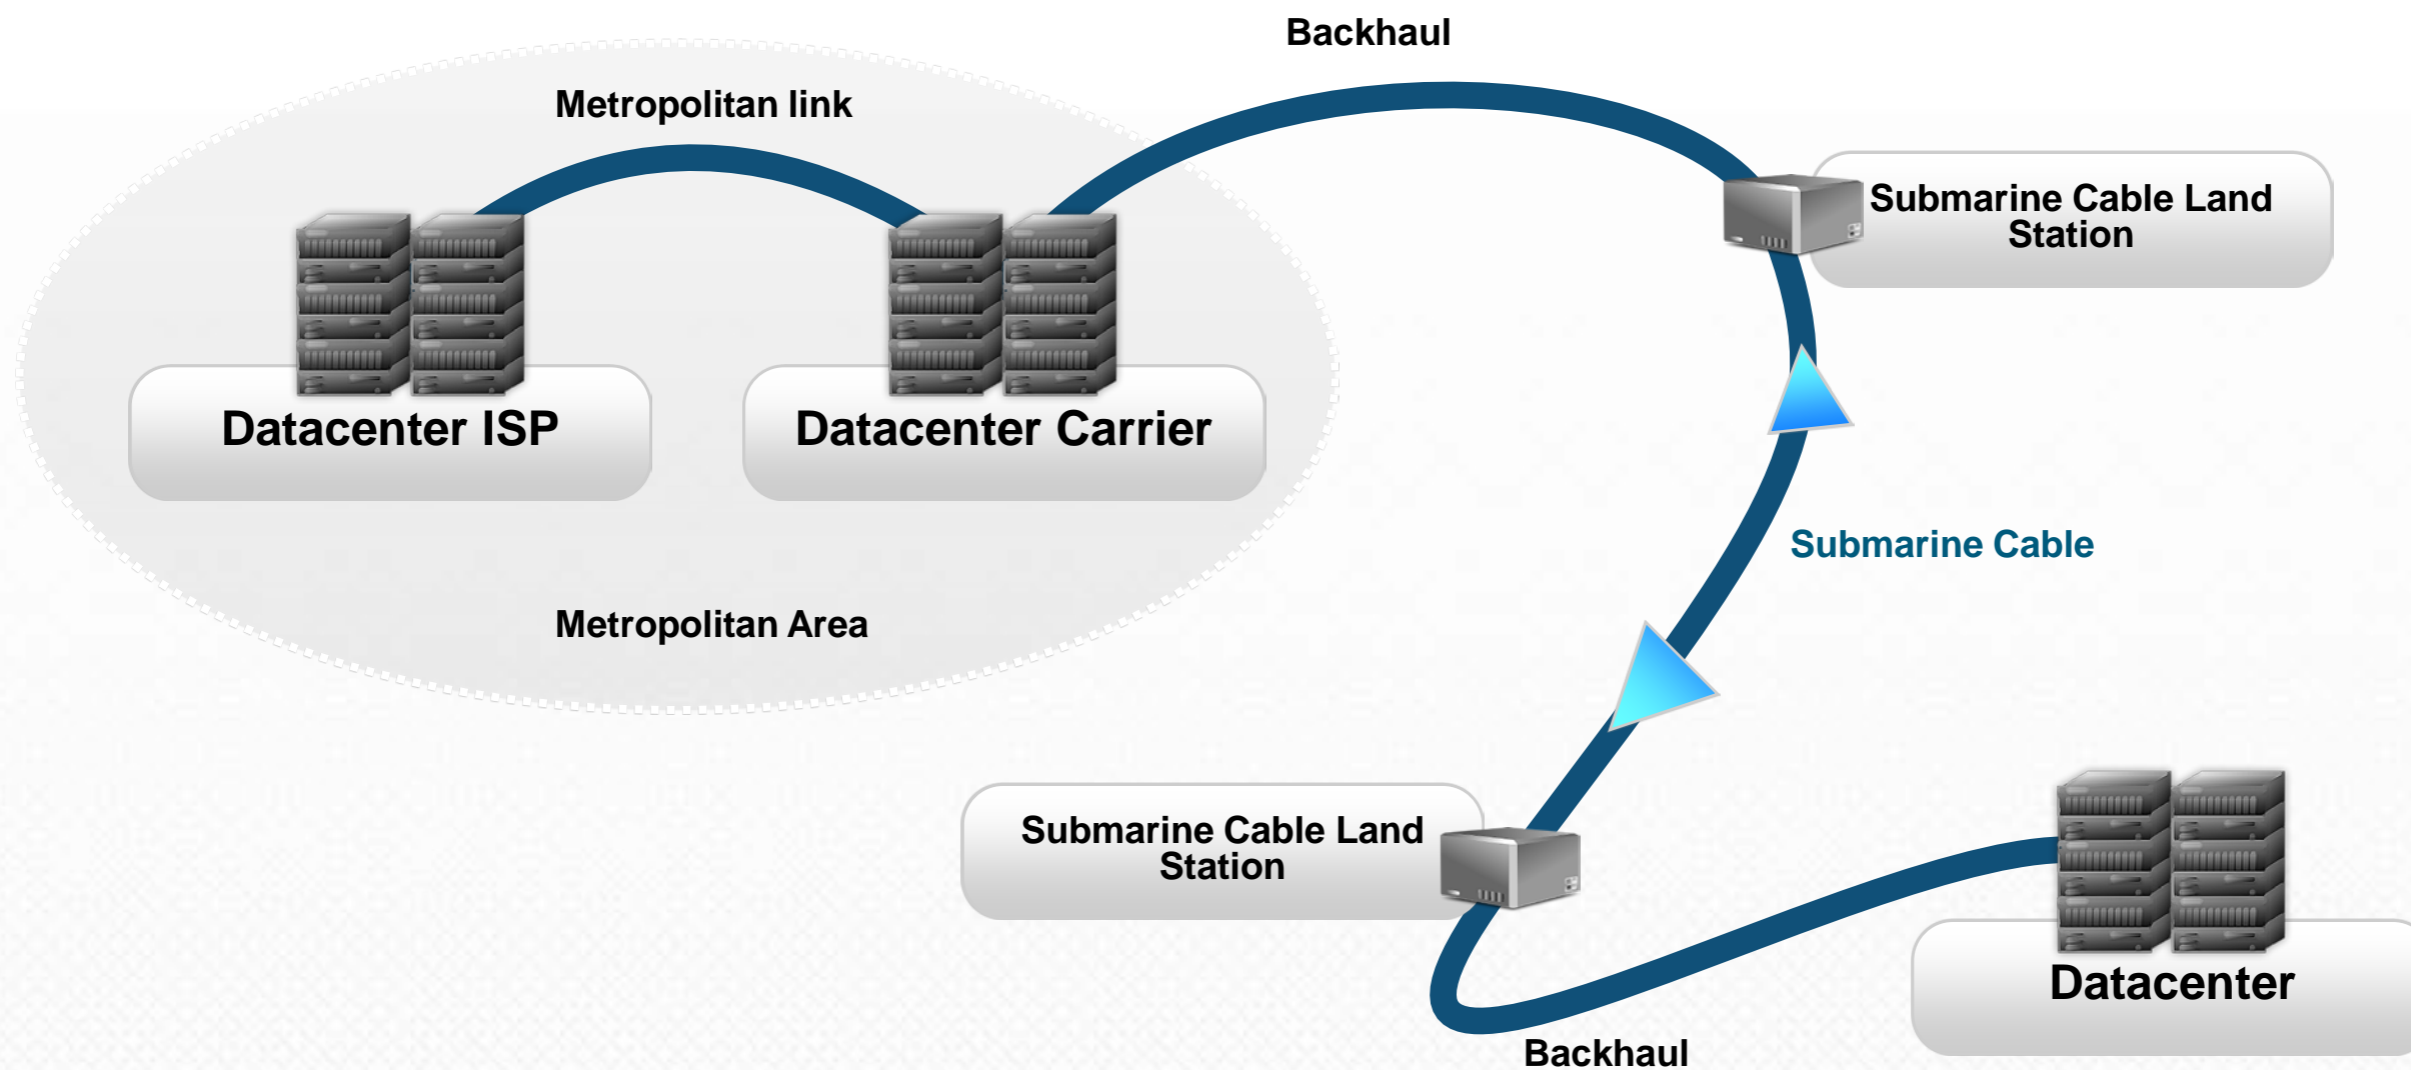 Backhaul
Metropolitan link
Submarine Cable Land
Station
Datacenter ISP
Datacenter Carrier
Submarine Cable
Metropolitan Area
Submarine Cable Land
Station
Datacenter
Backhaul